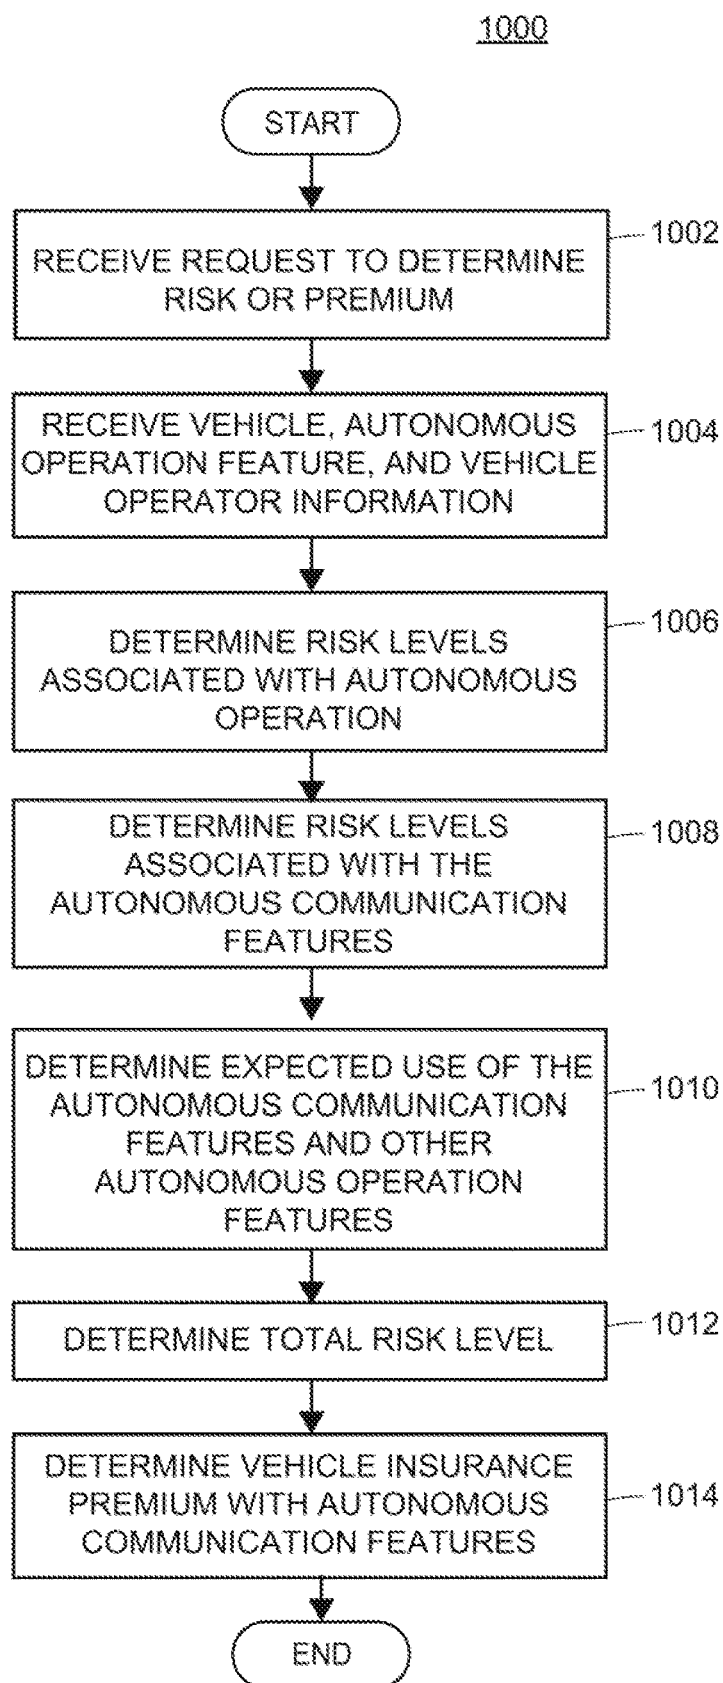 1000
START
RECEIVE REQUEST TO DETERMINE
RISK OR PREMIUM
1002
RECEIVE VEHICLE, AUTONOMOUS
OPERATION FEATURE, AND VEHICLE
OPERATOR INFORMATION
1004
DETERMINE RISK LEVELS
ASSOCIATED WITH AUTONOMOUS
OPERATION
1006
DETERMINE RISK LEVELS
ASSOCIATED WITH THE
AUTONOMOUS COMMUNICATION
FEATURES
1008
DETERMINE EXPECTED USE OF THE
AUTONOMOUS COMMUNICATION
FEATURES AND OTHER
AUTONOMOUS OPERATION
FEATURES
1010
DETERMINE TOTAL RISK LEVEL
1012
DETERMINE VEHICLE INSURANCE
PREMIUM WITH AUTONOMOUS
COMMUNICATION FEATURES
1014
END